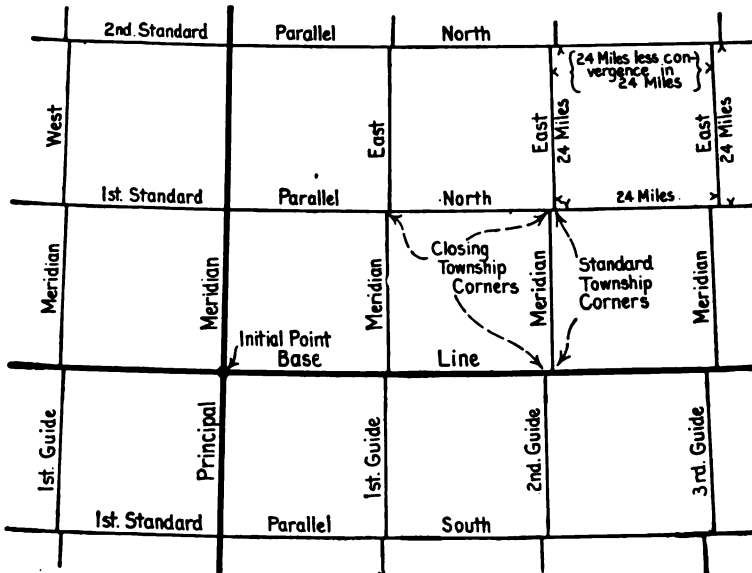 2nd. Standard Parallel North
24 Miles less con-
vergence in
24 Miles
West
East
East
24 Miles
East
24 Miles
1st. Standard Parallel North
24 Miles
Meridian
Meridian
Meridian
Meridian
Meridian
Closing
Township
Corners
Standard
Township
Corners
Initial Point
Base Line
1st. Guide
Principal
1st. Guide
2nd. Guide
3rd. Guide
1st. Standard Parallel South